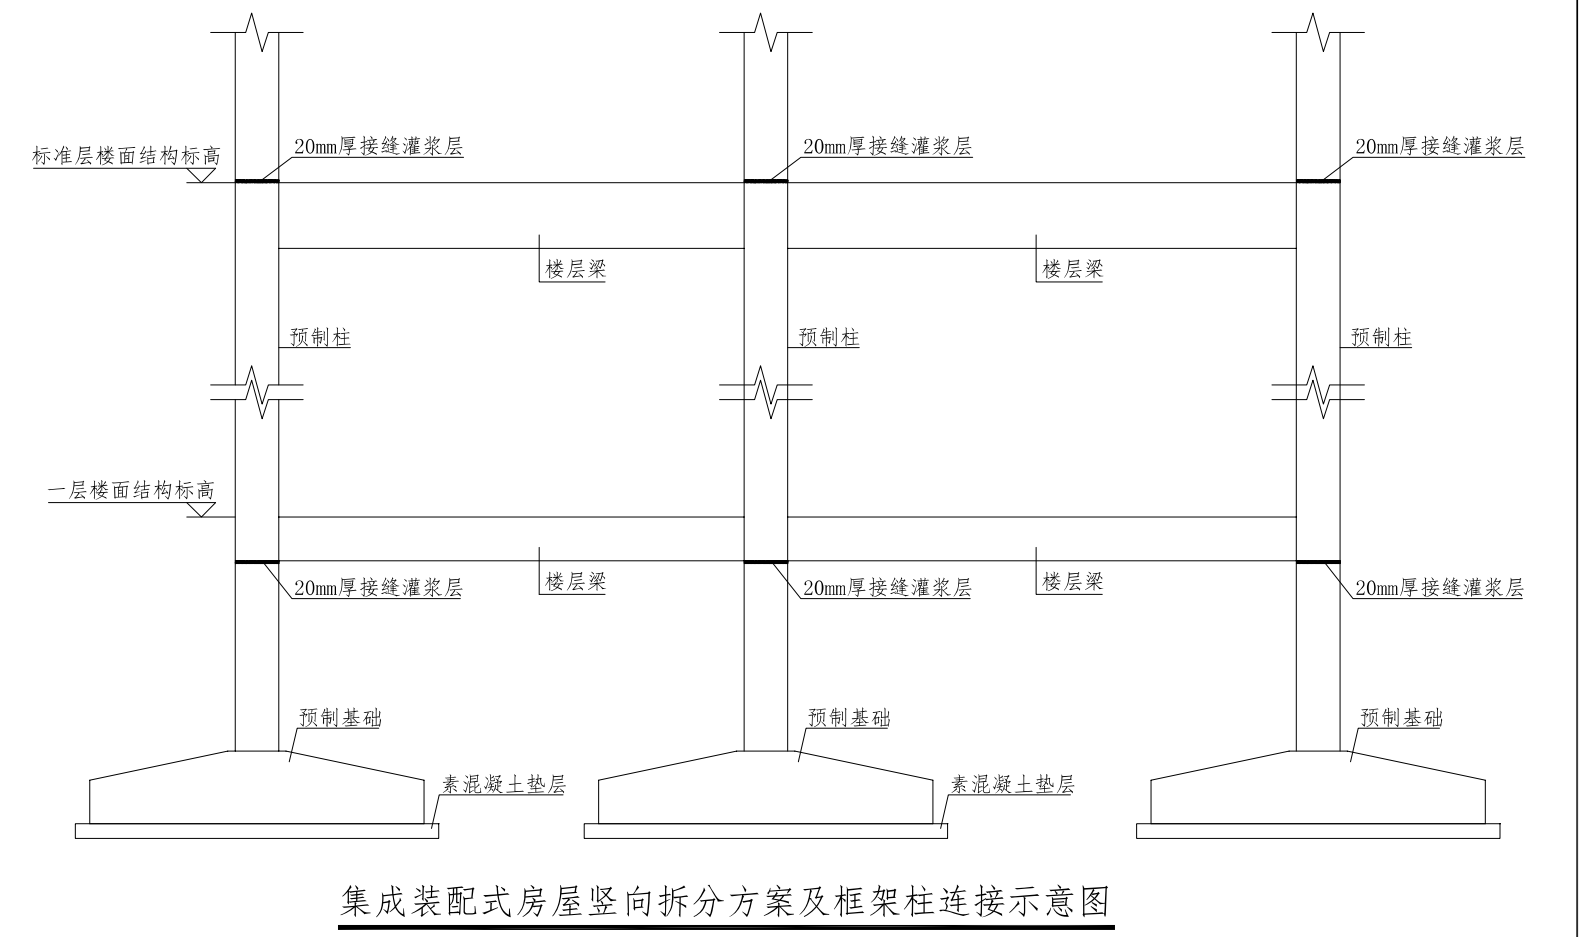 20mm厚接缝灌浆层
20mm厚接缝灌浆层
20mm厚接缝灌浆层
标准层楼面结构标高
楼层梁
楼层梁
预制柱
预制柱
预制柱
一层楼面结构标高
楼层梁
楼层梁
20mm厚接缝灌浆层
20mm厚接缝灌浆层
20mm厚接缝灌浆层
预制基础
预制基础
预制基础
素混凝土垫层
素混凝土垫层
集成装配式房屋竖向拆分方案及框架柱连接示意图